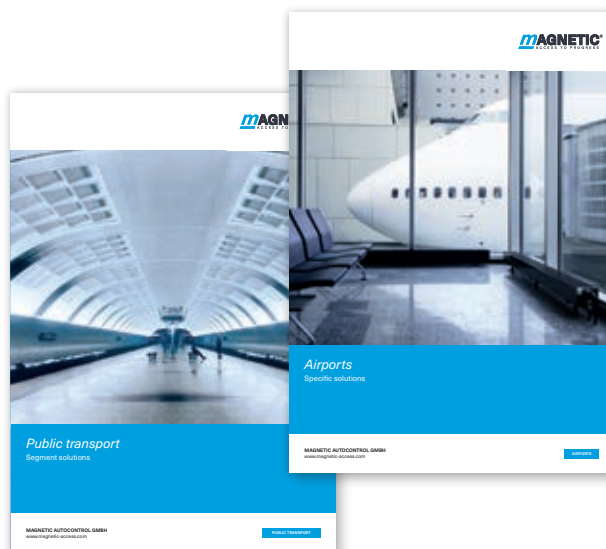 mAGNETIC®
ACCESS TO PROGRESS
Airports
Specific solutions
MAGNETIC AUTOCONTROL GMBH
www.magnetic-access.com
AIRPORTS
mAGN
ACCESS TO
Public transport
Segment solutions
MAGNETIC AUTOCONTROL GMBH
www.magnetic-access.com
PUBLIC TRANSPORT